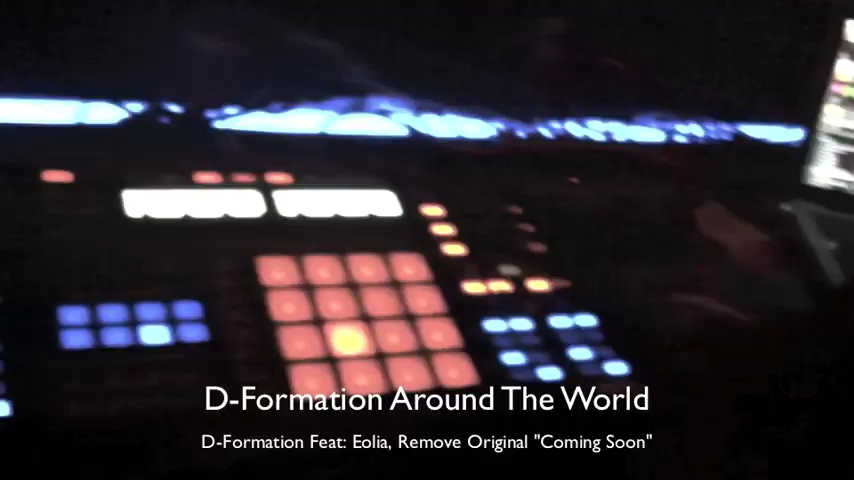 D-Formation Around The World
D-Formation Feat: Eolia, Remove Original "Coming Soon"